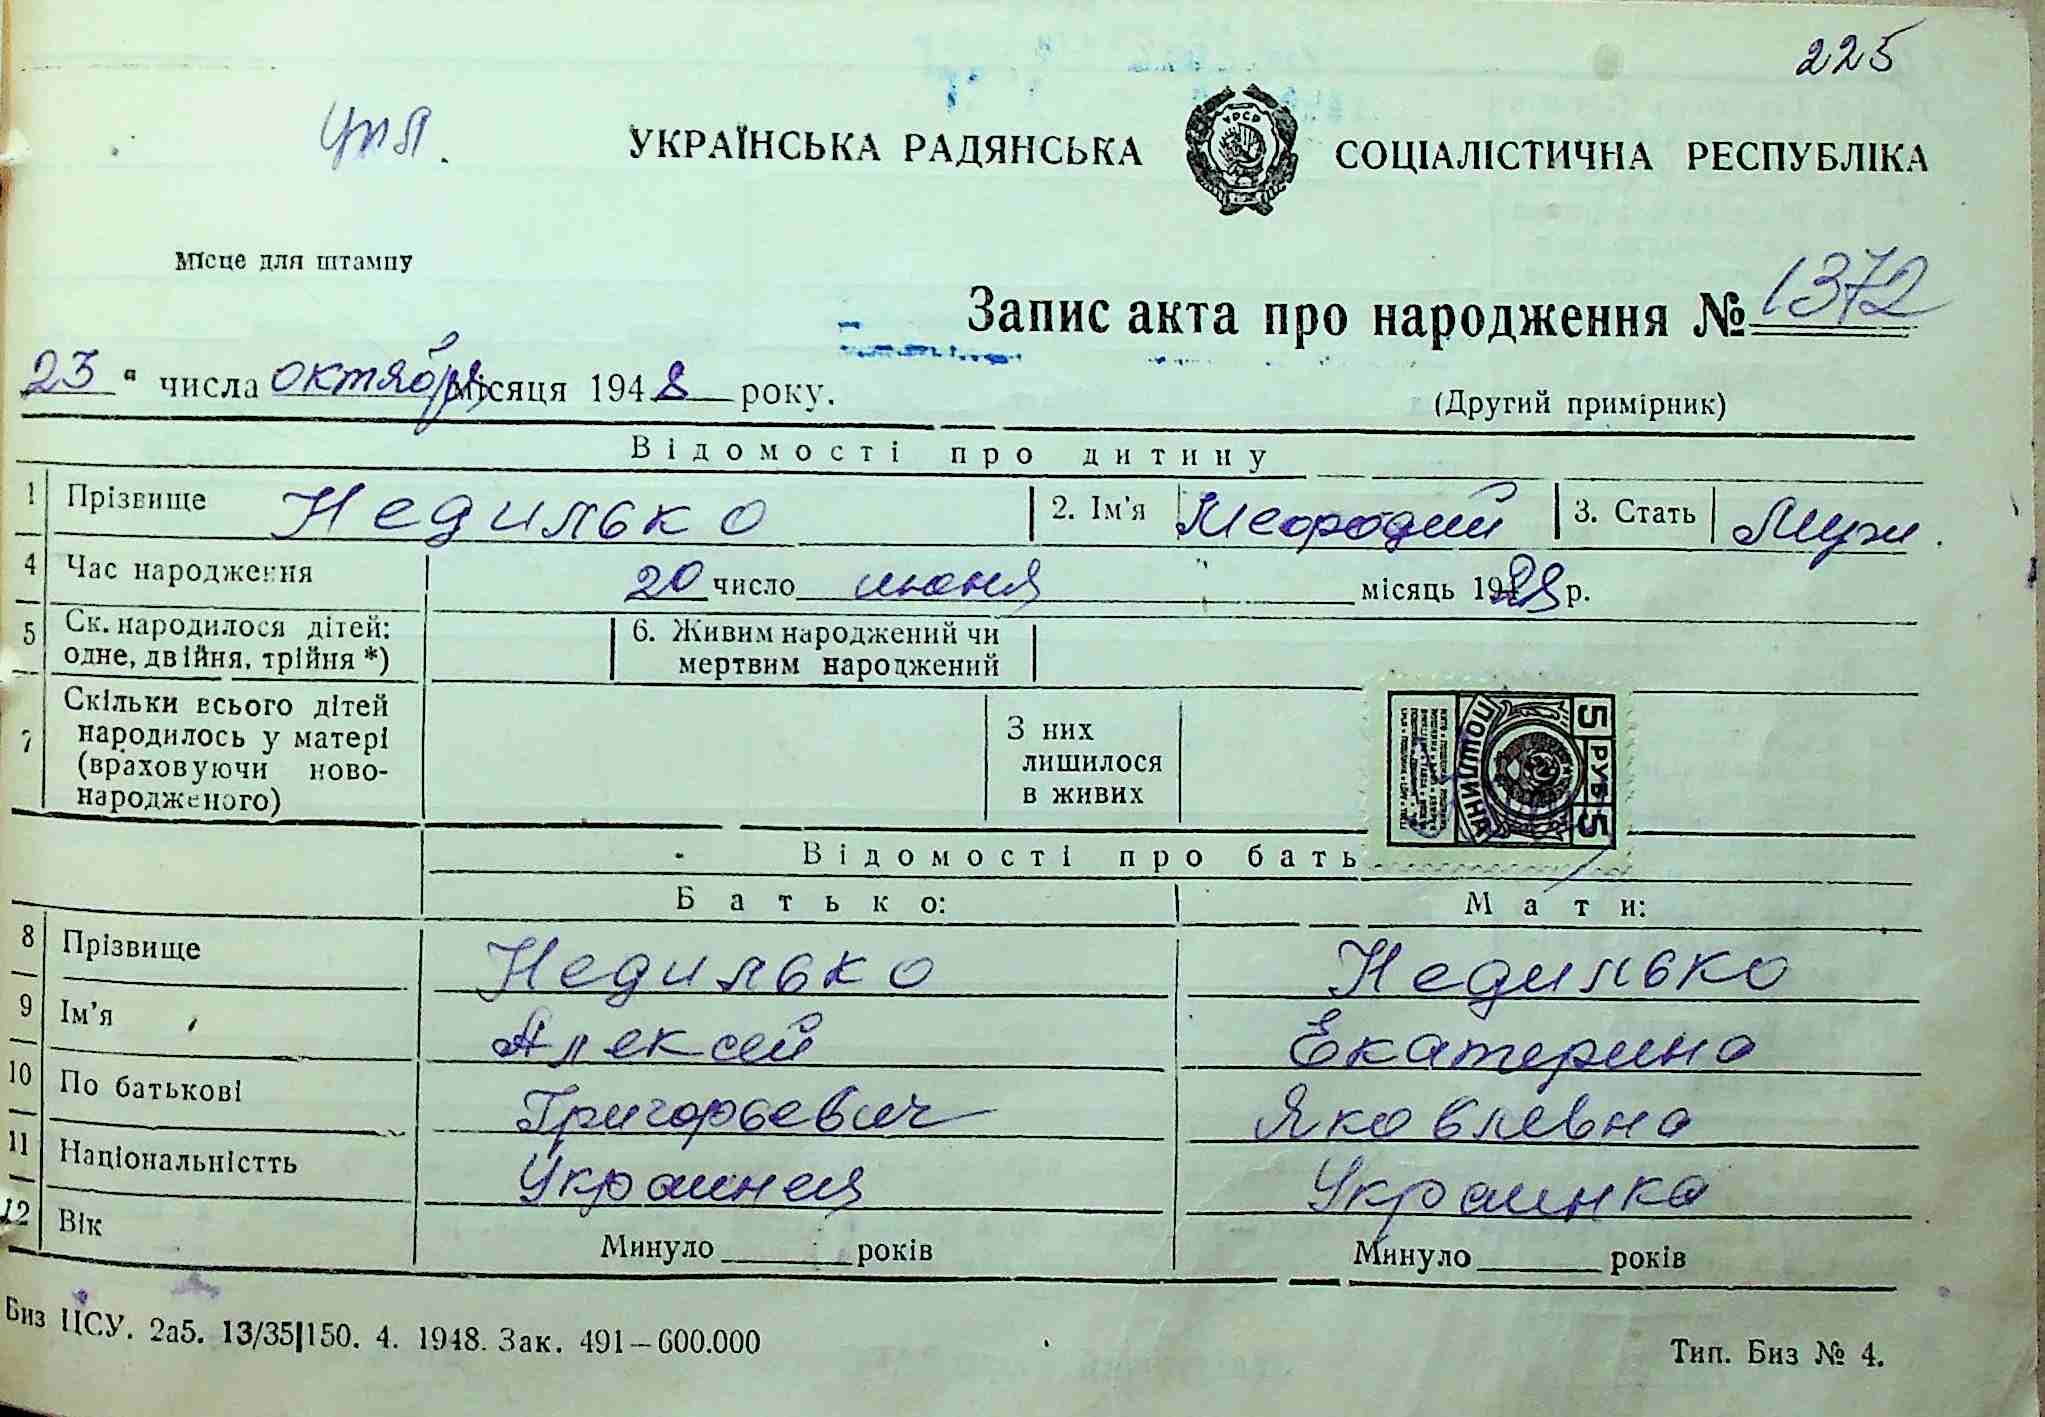 225
УПЯ.
УКРАЇНСЬКА РАДЯНСЬКА СОЦІАЛІСТИЧНА РЕСПУБЛІКА
УРСР
Місце для штампу
Запис акта про народження № 1372
23 " числа октября місяця 1948 року.
(Другий примірник)
Відомості про дитину
1 Прізвище Недилько 2. Ім'я Мефодий 3. Стать Муж.
4 Час народження 20 число июня місяць 1928 р.
5 Ск. народилося дітей: одне, двійня, трійня *) 6. Живим народжений чи мертвим народжений
7 Скільки всього дітей народилось у матері (враховуючи новонародженого) З них лишилося в живих
5 РУБ 5
ПОШЛИНА
Відомості про бать
Батько: Мати:
8 Прізвище Недилько Недилько
9 Ім'я Алексей Екатерина
10 По батькові Григорьевич Яковлевна
11 Національністть Украинец Украинка
12 Вік Минуло років Минуло років
Биз ЦСУ. 2а5. 13/35|150. 4. 1948. Зак. 491–600.000
Тип. Биз № 4.